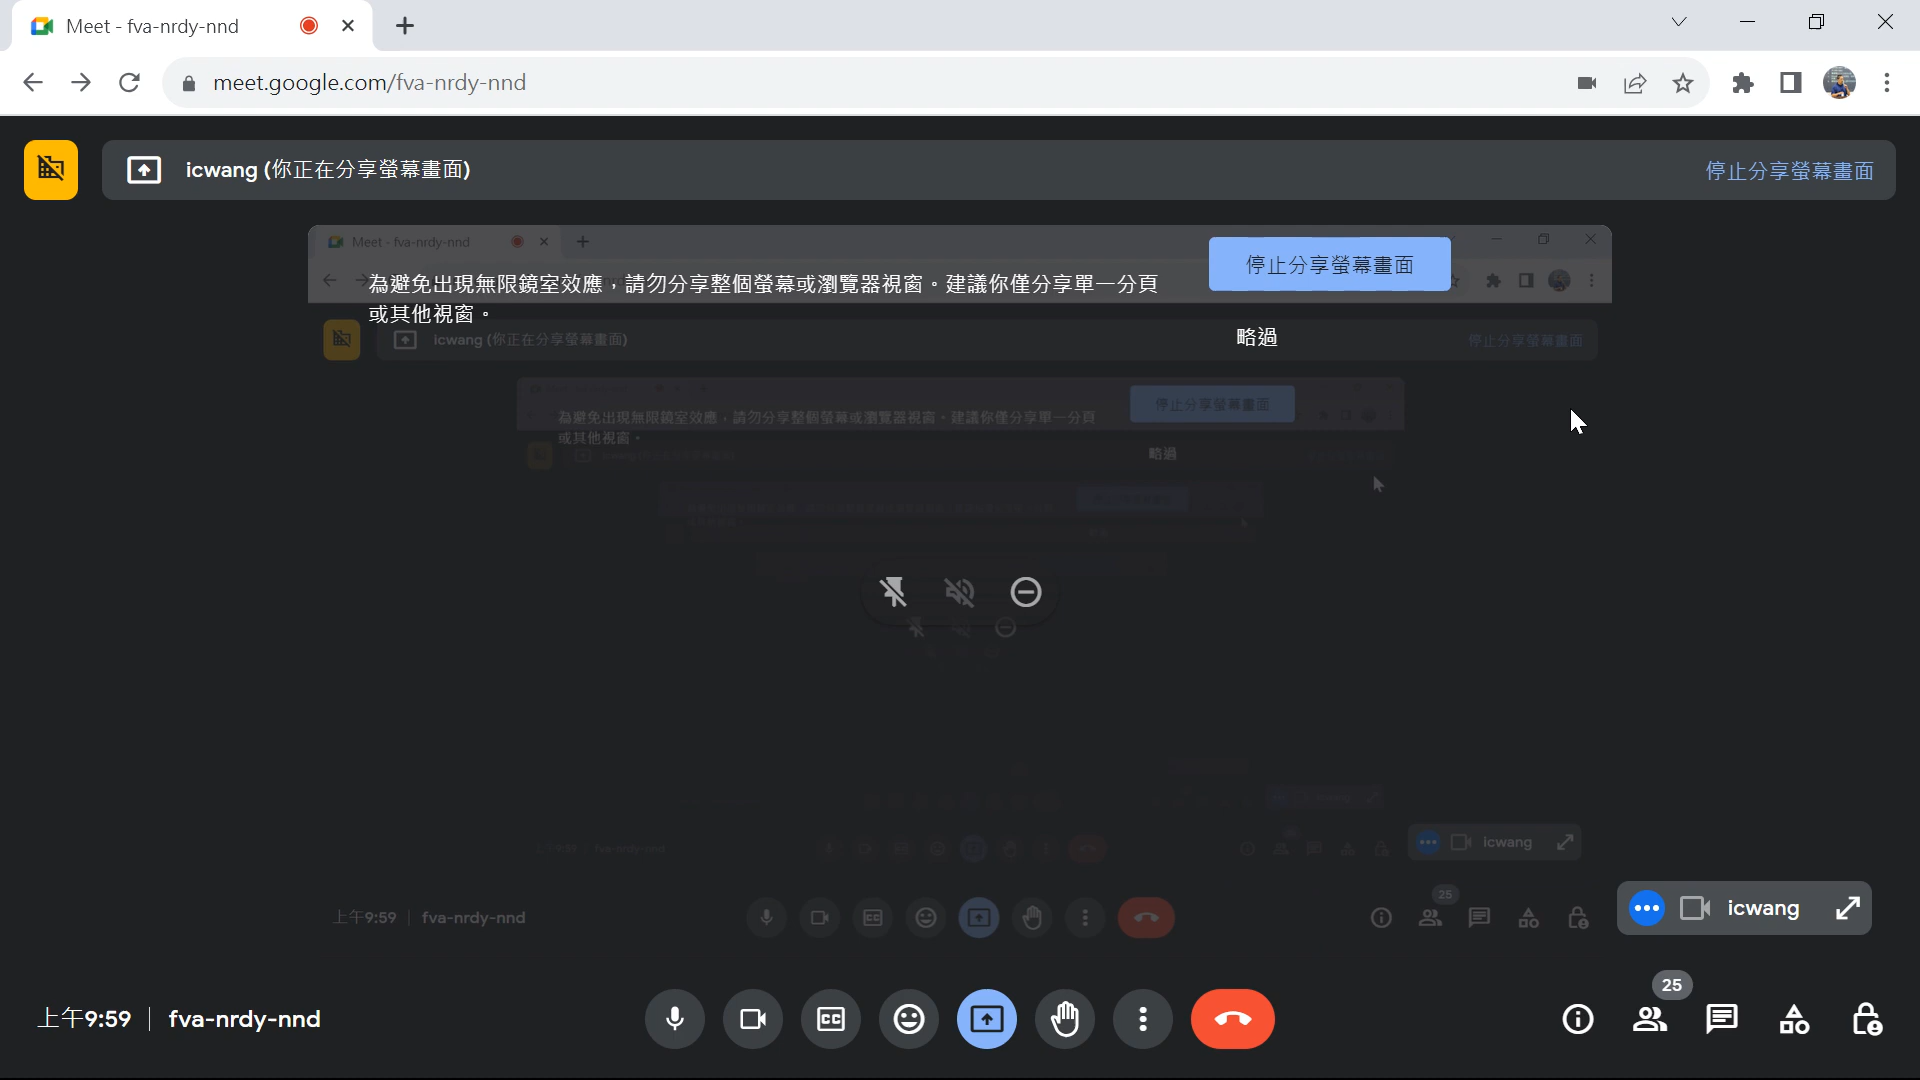 Meet - fva-nrdy-nnd
meet.google.com/fva-nrdy-nnd
icwang (你正在分享螢幕畫面)
停止分享螢幕畫面
Meet - fva-nrdy-nnd
為避免出現無限鏡室效應，請勿分享整個螢幕或瀏覽器視窗。建議你僅分享單一分頁
或其他視窗。
停止分享螢幕畫面
略過
icwang (你正在分享螢幕畫面)
停止分享螢幕畫面
為避免出現無限鏡室效應，請勿分享整個螢幕或瀏覽器視窗。建議你僅分享單一分頁
或其他視窗。
停止分享螢幕畫面
略過
icwang
上午9:59
fva-nrdy-nnd
CC
25
icwang
上午9:59
fva-nrdy-nnd
CC
25